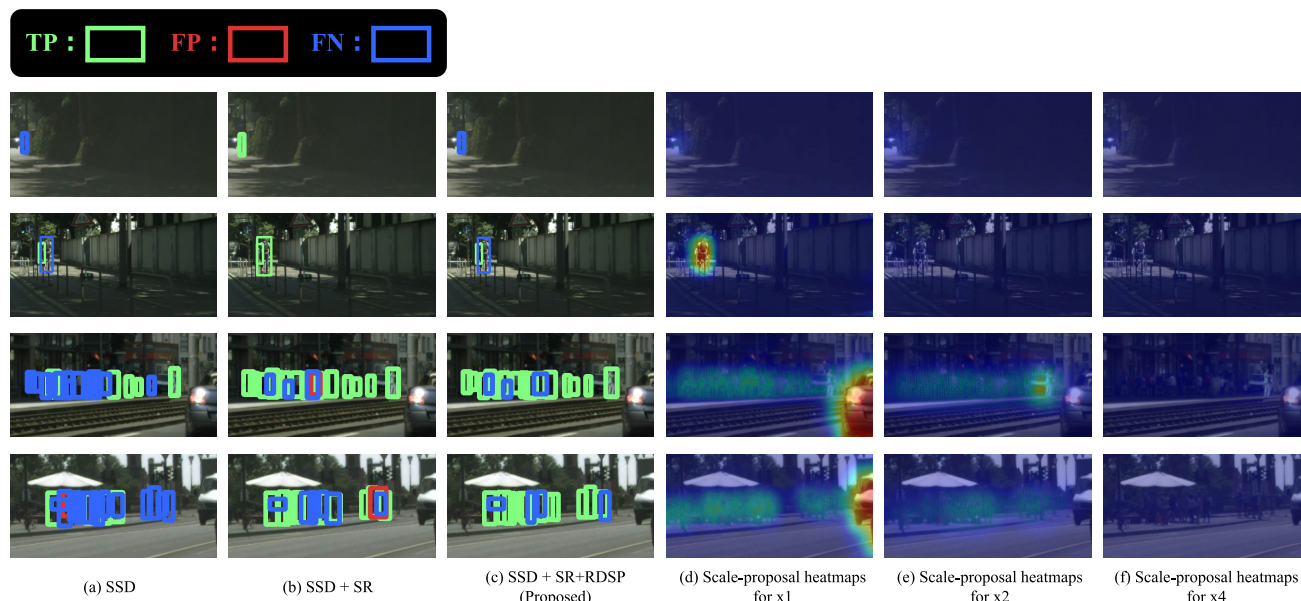 TP : FP : FN :
(a) SSD
(b) SSD + SR
(c) SSD + SR+RDSP
(Proposed)
(d) Scale-proposal heatmaps
for x1
(e) Scale-proposal heatmaps
for x2
(f) Scale-proposal heatmaps
for x4